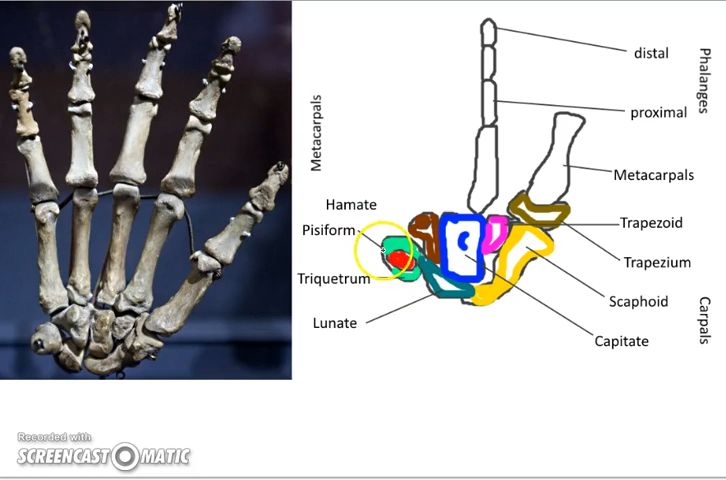 distal
Phalanges
proximal
Metacarpals
Metacarpals
Hamate
Pisiform
Trapezoid
Trapezium
Triquetrum
Scaphoid
Carpals
Lunate
Capitate
Recorded with
SCREENCAST-O-MATIC